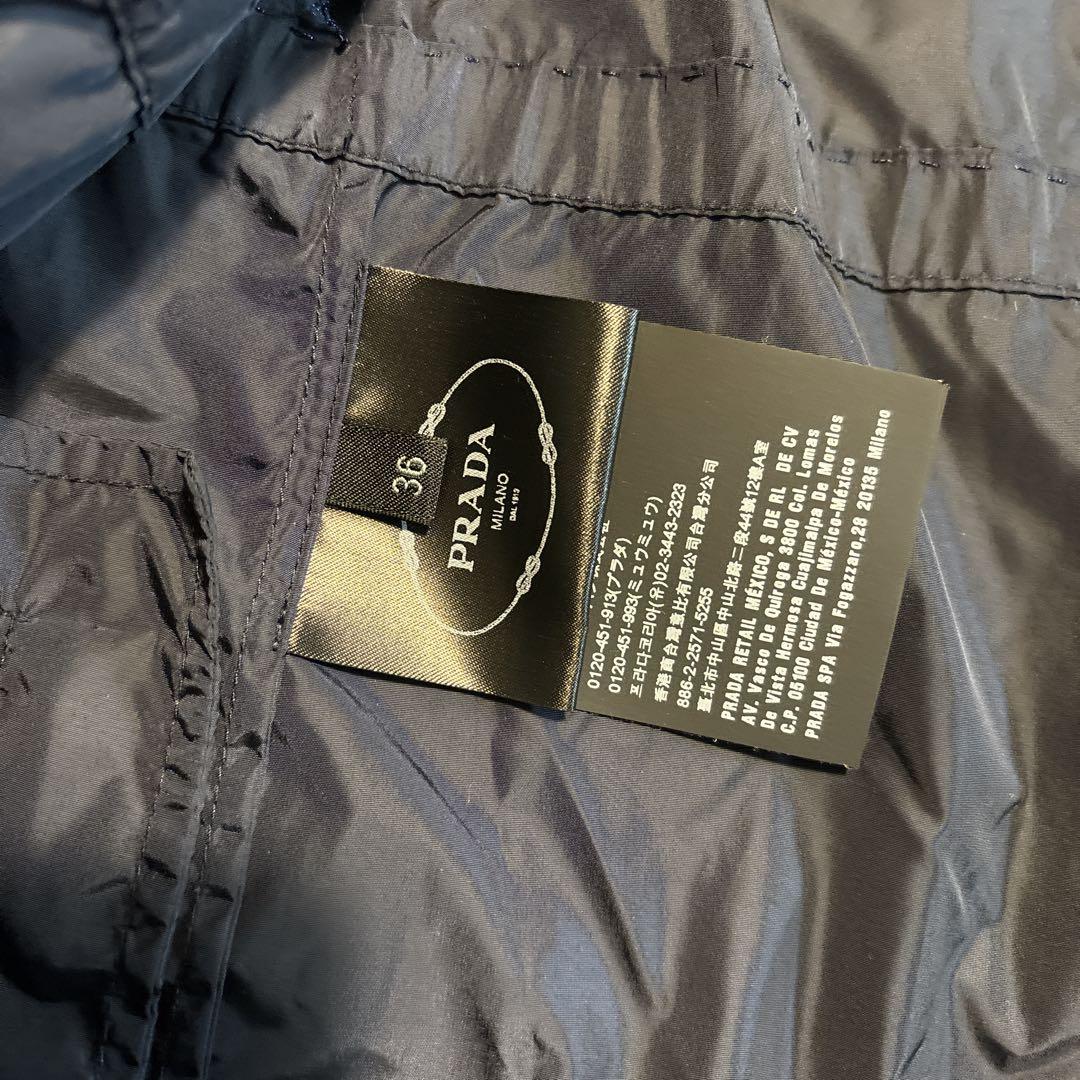 36
PRADA
MILANO
DAL 1913
0120-451-913(プラダ)
0120-451-993(ミュウミュウ)
프라다코리아(유)02-3443-2323
香港商台灣普拉達有限公司台灣分公司
886-2-2571-5255
臺北市中山區中山北路二段44號12樓A室
PRADA RETAIL MÉXICO, S DE RL DE CV
AV. Vasco De Quiroga 3800 Col. Lomas
De Vista Hermosa Cuajimalpa De Morelos
C.P. 05100 Ciudad De México-México
PRADA SPA Via Fogazzaro,28 20135 Milano